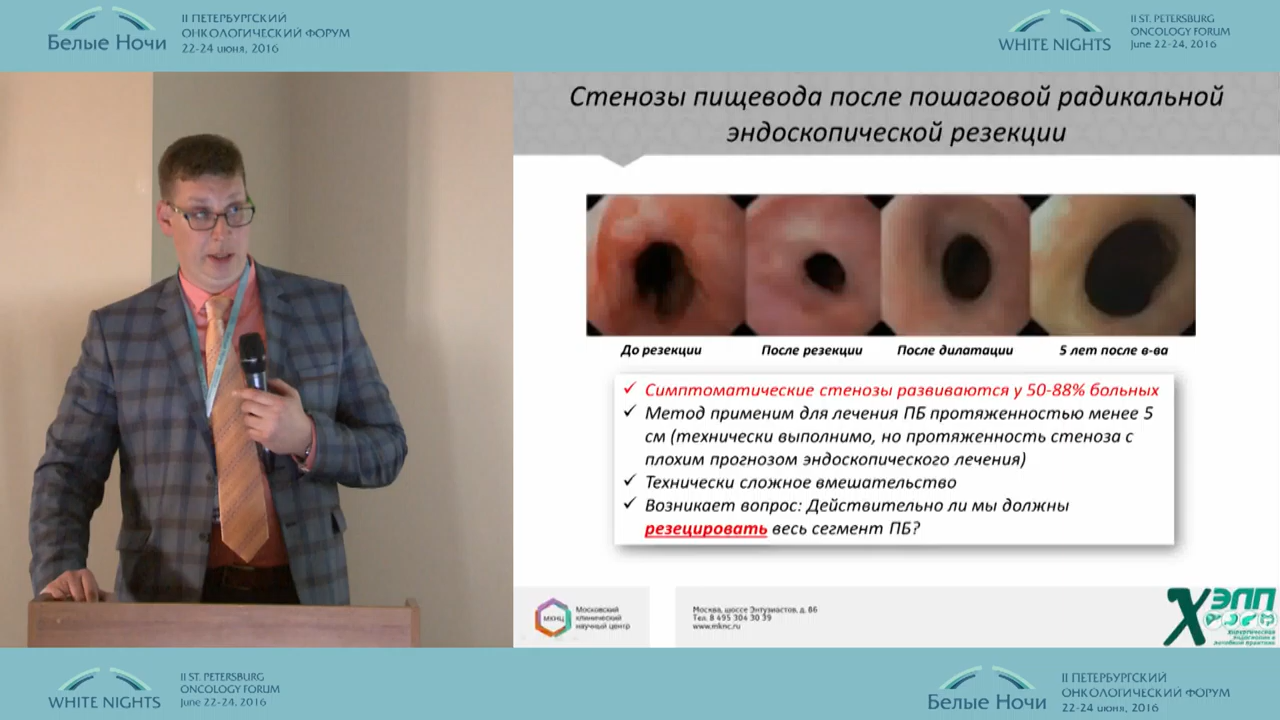 Белые Ночи
II ПЕТЕРБУРГСКИЙ
ОНКОЛОГИЧЕСКИЙ ФОРУМ
22-24 июня, 2016
WHITE NIGHTS
II ST. PETERSBURG
ONCOLOGY FORUM
June 22-24, 2016
Стенозы пищевода после пошаговой радикальной
эндоскопической резекции
До резекции
После резекции
После дилатации
5 лет после в-ва
✓ Симптоматические стенозы развиваются у 50-88% больных
✓ Метод применим для лечения ПБ протяженностью менее 5
см (технически выполнимо, но протяженность стеноза с
плохим прогнозом эндоскопического лечения)
✓ Технически сложное вмешательство
✓ Возникает вопрос: Действительно ли мы должны
резецировать весь сегмент ПБ?
МКНЦ
Московский
клинический
научный центр
Москва, шоссе Энтузиастов, д. 86
Тел. 8 495 304 30 39
www.mknc.ru
ХЭЛП
WHITE NIGHTS
II ST. PETERSBURG
ONCOLOGY FORUM
June 22-24, 2016
Белые Ночи
II ПЕТЕРБУРГСКИЙ
ОНКОЛОГИЧЕСКИЙ ФОРУМ
22-24 июня, 2016